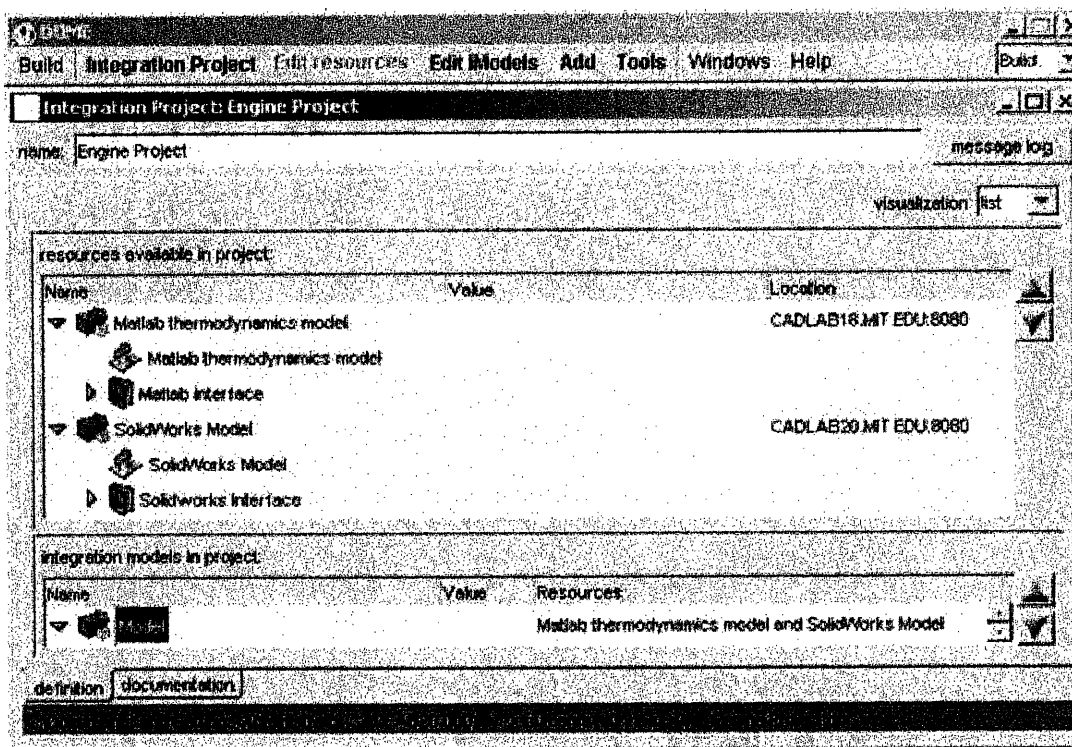 DOME
Build Integration Project Edit resources Edit iModels Add Tools Windows Help Build
Integration Project: Engine Project
name: Engine Project message log
visualization: list
resources available in project:
Name Value Location
Matlab thermodynamics model CADLAB18.MIT.EDU:8080
Matlab thermodynamics model
Matlab interface
SolidWorks Model CADLAB20.MIT.EDU:8080
SolidWorks Model
Solidworks Interface
integration models in project:
Name Value Resources
Model Matlab thermodynamics model and SolidWorks Model
definition documentation